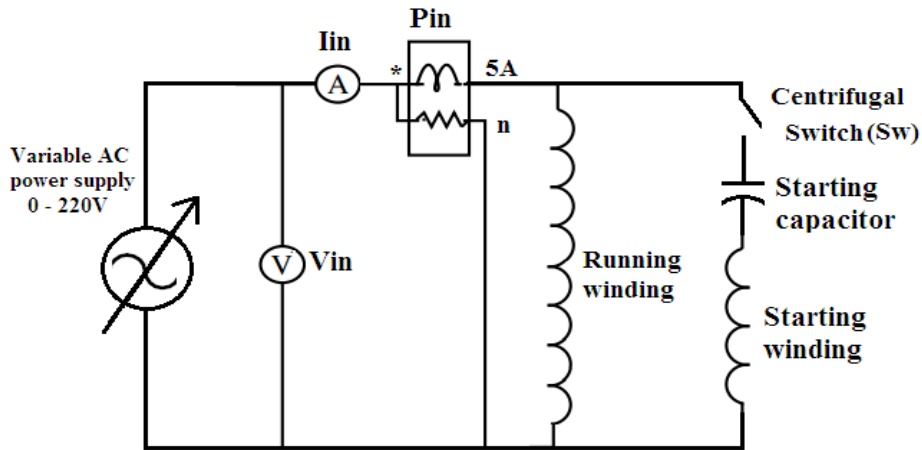 Pin
Iin
A
*
5A
n
Centrifugal
Switch(Sw)
Variable AC
power supply
0 - 220V
Starting
capacitor
V
Vin
Running
winding
Starting
winding